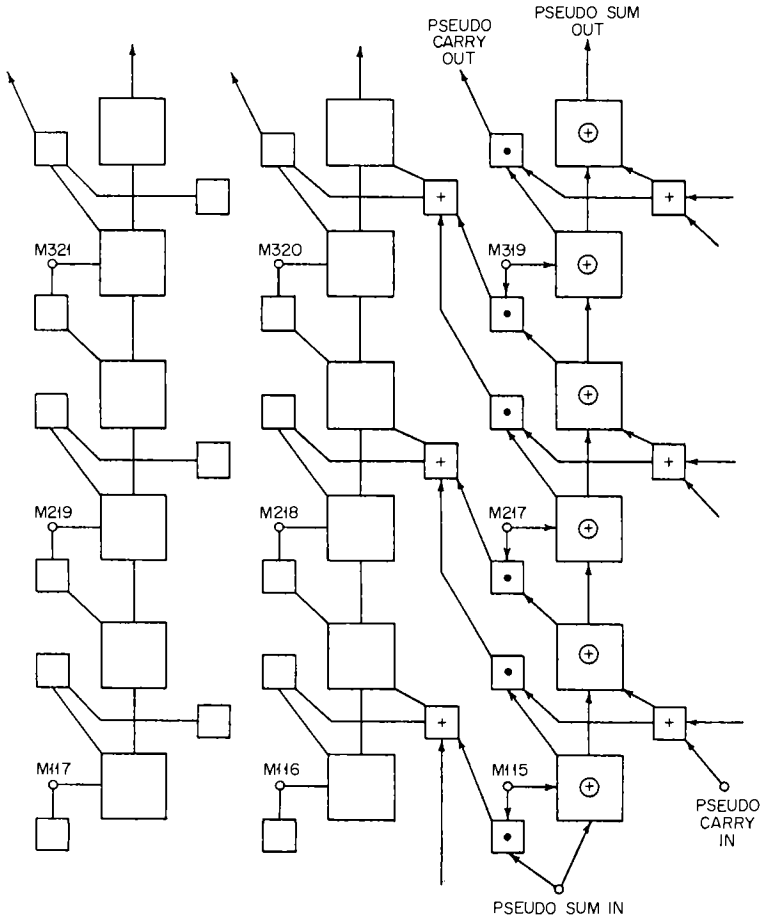 PSEUDO
CARRY
OUT
PSEUDO SUM
OUT
M321
M320
M319
M219
M218
M217
M117
M116
M115
PSEUDO
CARRY
IN
PSEUDO SUM IN